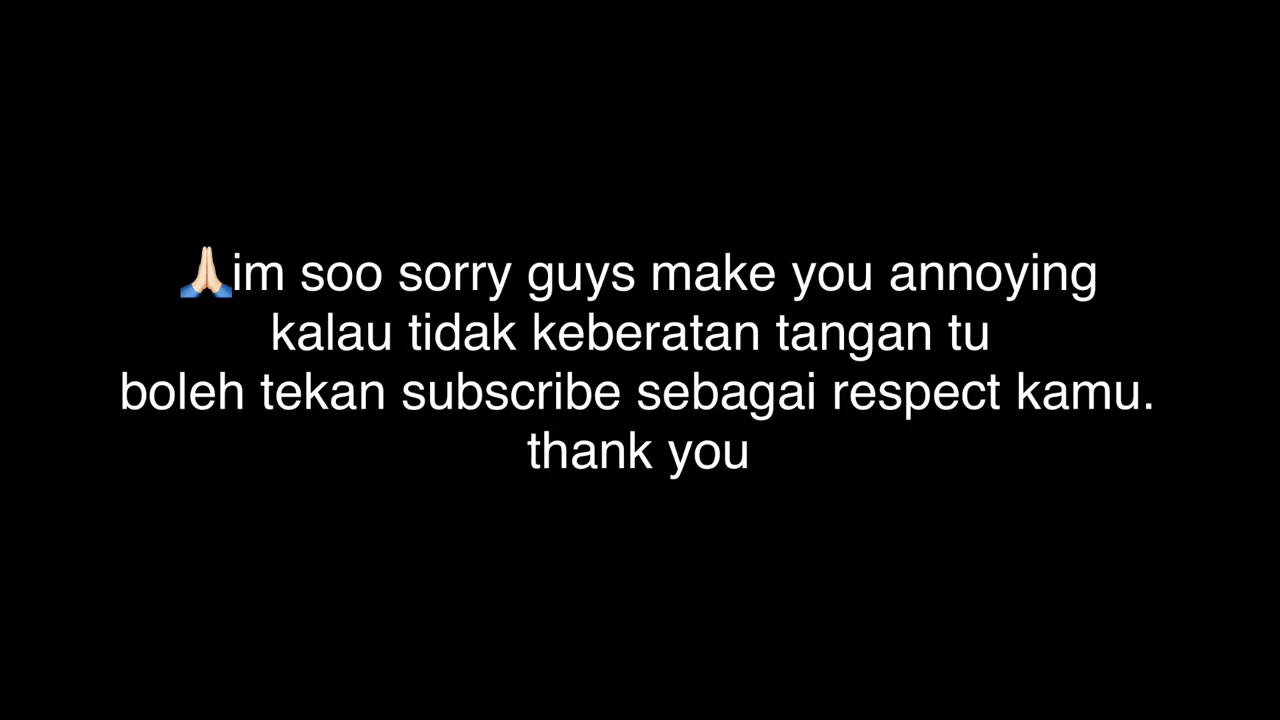 🙏🏻im soo sorry guys make you annoying
kalau tidak keberatan tangan tu
boleh tekan subscribe sebagai respect kamu.
thank you